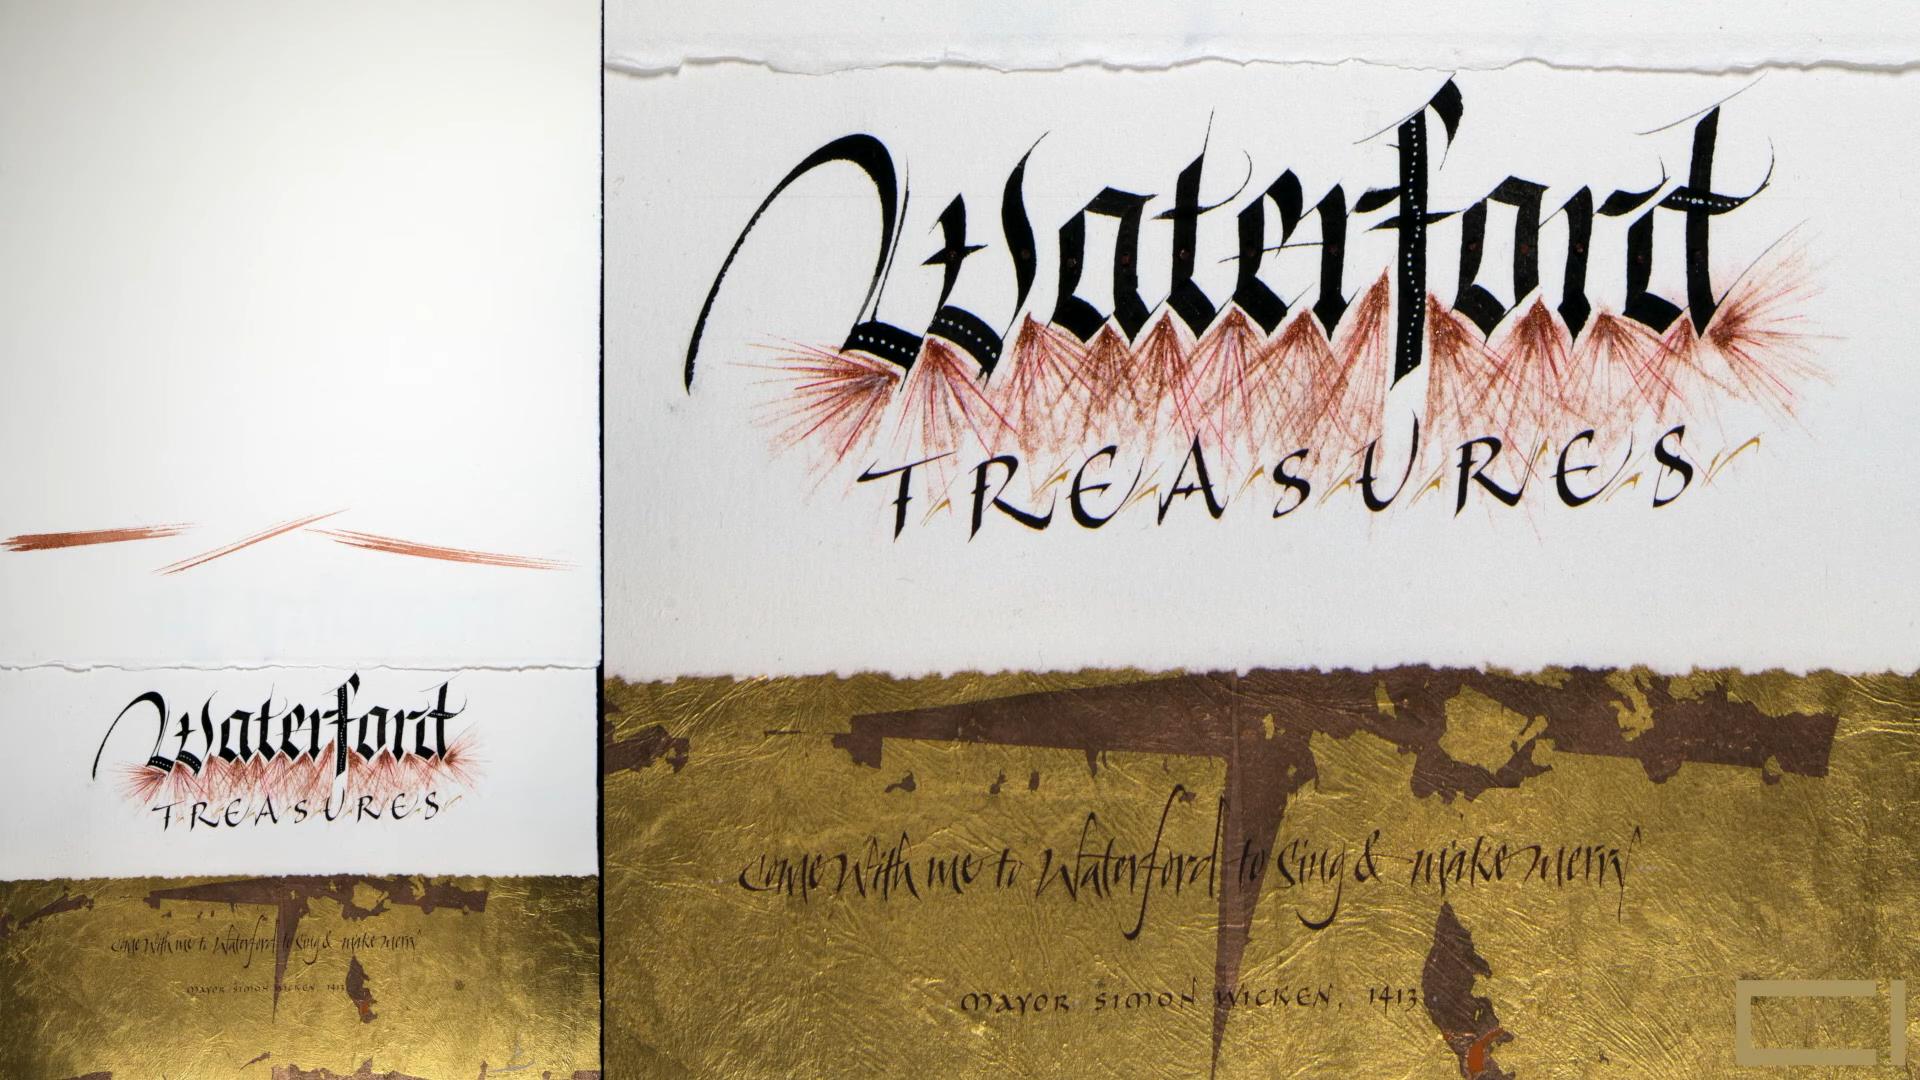 Waterford
TREASURES
Come with me to Waterford to sing & make merry
MAYOR SIMON WICKEN, 1413
Waterford
TREASURES
Come with me to Waterford to sing & make merry
MAYOR SIMON WICKEN, 1413